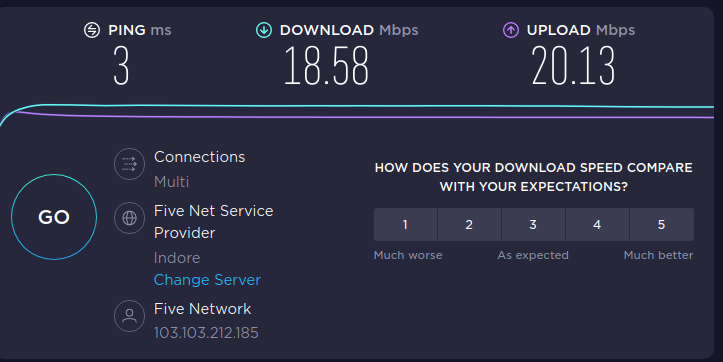 PING ms
DOWNLOAD Mbps
UPLOAD Mbps
3
18.58
20.13
GO
Connections
Multi
Five Net Service
Provider
Indore
Change Server
Five Network
103.103.212.185
HOW DOES YOUR DOWNLOAD SPEED COMPARE
WITH YOUR EXPECTATIONS?
1 2 3 4 5
Much worse As expected Much better